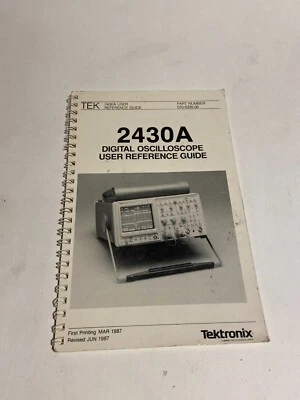 TEK
2430A USER
REFERENCE GUIDE
PART NUMBER
2430A
DIGITAL OSCILLOSCOPE
USER REFERENCE GUIDE
First Printing MAR 1987
Revised JUN 1987
Tektronix